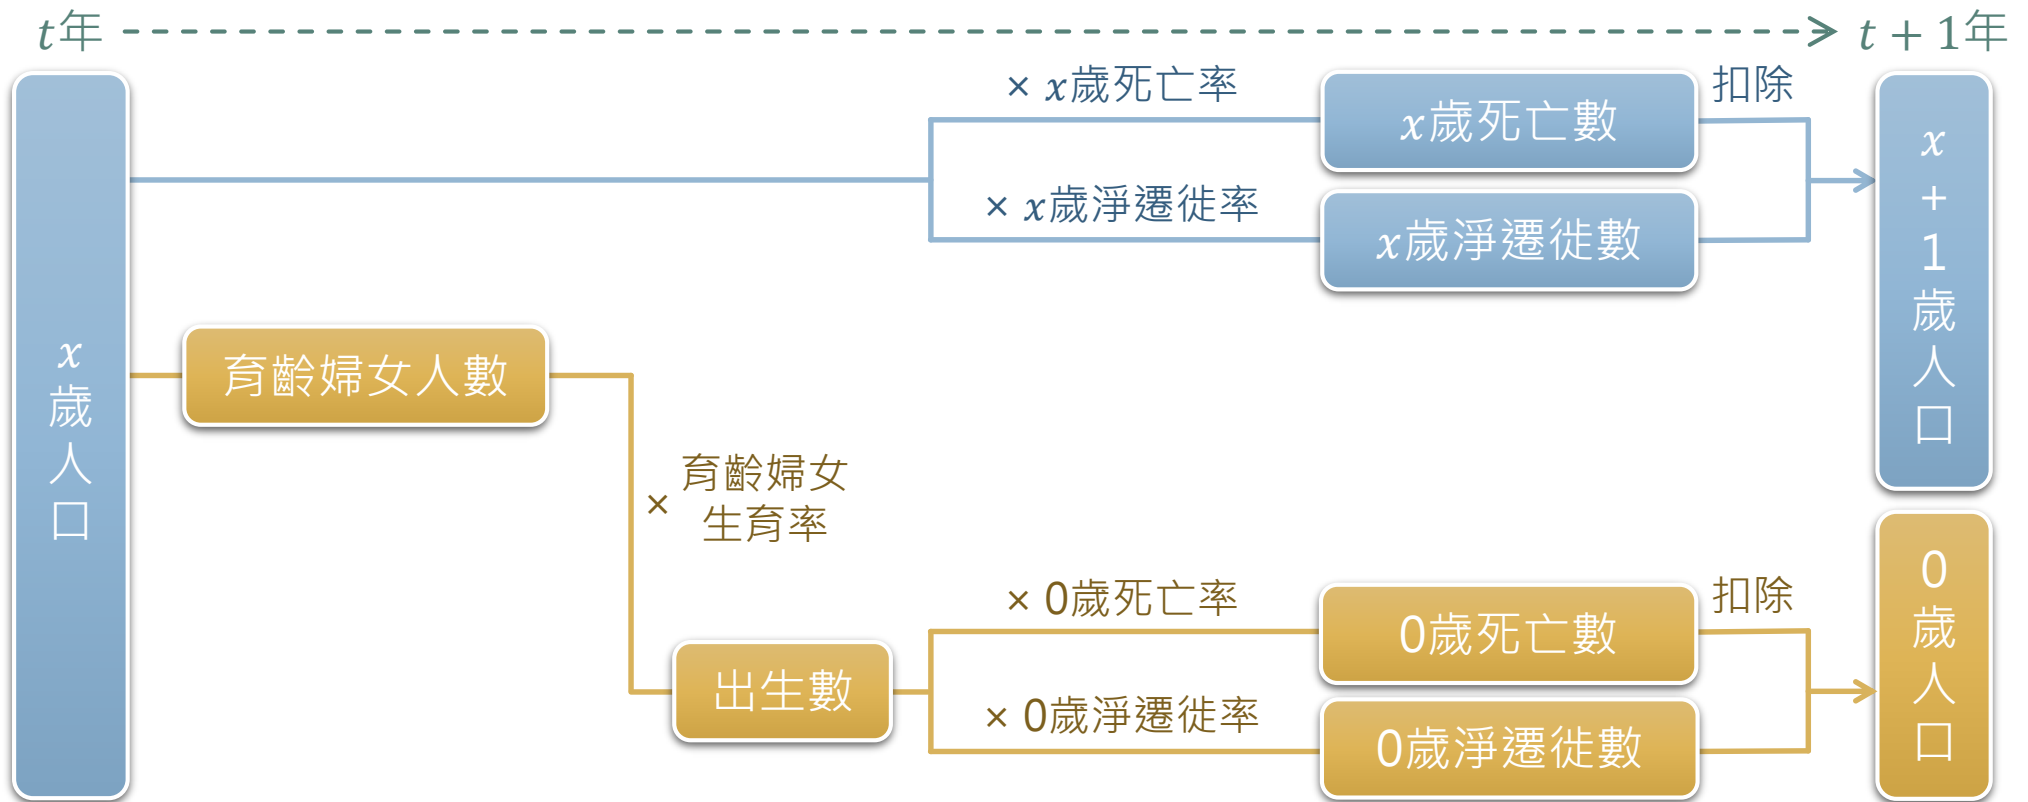 t年
t + 1年
x歲人口
× x歲死亡率
x歲死亡數
扣除
× x歲淨遷徙率
x歲淨遷徙數
x+1歲人口
育齡婦女人數
× 育齡婦女
生育率
出生數
× 0歲死亡率
0歲死亡數
扣除
× 0歲淨遷徙率
0歲淨遷徙數
0歲人口